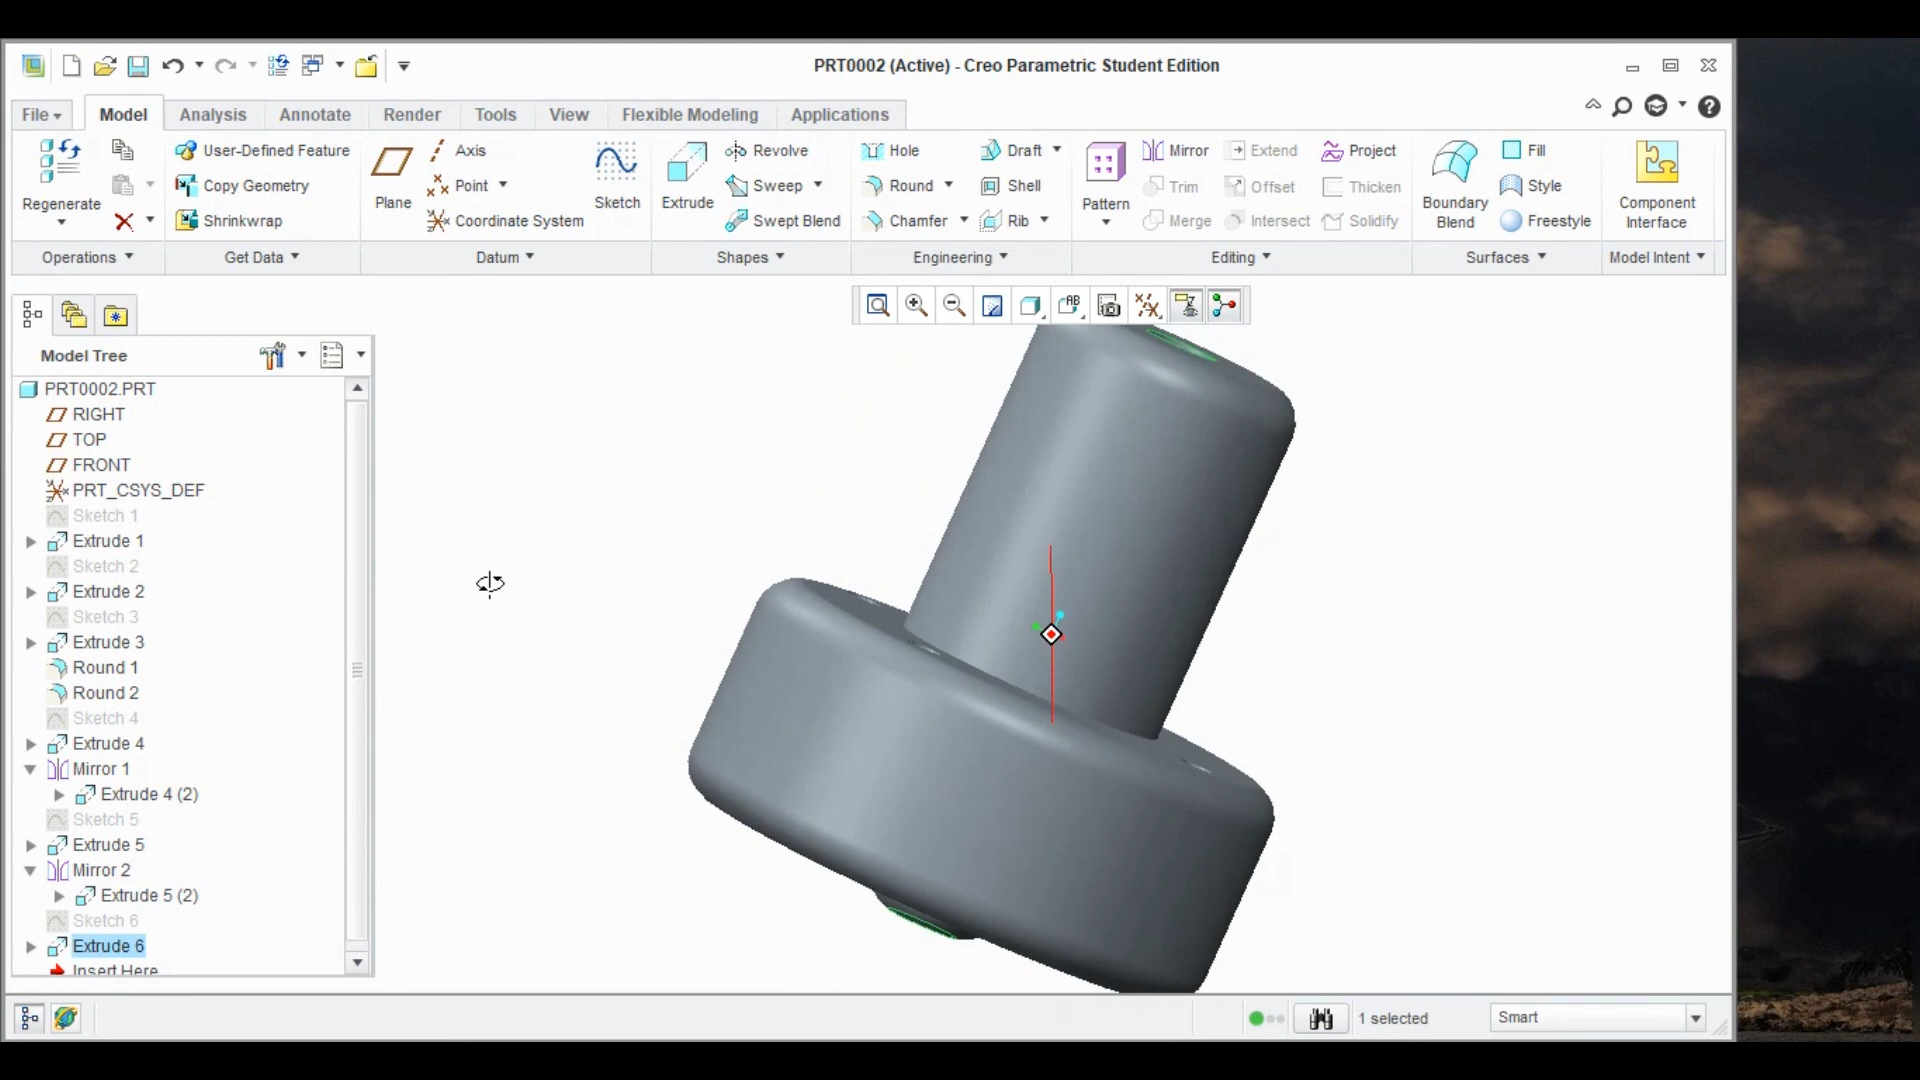 PRT0002 (Active) - Creo Parametric Student Edition
File Model Analysis Annotate Render Tools View Flexible Modeling Applications
Regenerate
Operations
User-Defined Feature
Copy Geometry
Shrinkwrap
Get Data
Plane
Axis
Point
Coordinate System
Sketch
Datum
Extrude
Revolve
Sweep
Swept Blend
Shapes
Hole
Round
Chamfer
Draft
Shell
Rib
Engineering
Pattern
Mirror
Trim
Merge
Extend
Offset
Intersect
Project
Thicken
Solidify
Editing
Boundary
Blend
Fill
Style
Freestyle
Surfaces
Component
Interface
Model Intent
AB
Model Tree
PRT0002.PRT
RIGHT
TOP
FRONT
PRT_CSYS_DEF
Sketch 1
Extrude 1
Sketch 2
Extrude 2
Sketch 3
Extrude 3
Round 1
Round 2
Sketch 4
Extrude 4
Mirror 1
Extrude 4 (2)
Sketch 5
Extrude 5
Mirror 2
Extrude 5 (2)
Sketch 6
Extrude 6
Insert Here
1 selected
Smart